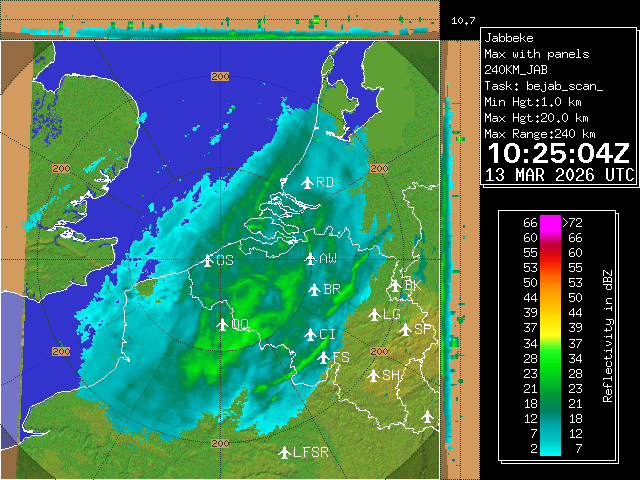 10.7
Jabbeke
Max with panels
240KM_JAB
Task: bejab_scan_
Min Hgt:1.0 km
Max Hgt:20.0 km
Max Range:240 km
10:25:04Z
13 MAR 2026 UTC
200
200
200
RD
OS
AW
BR
BK
LG
QO
CI
SP
FS
200
200
SH
200
LFSR
66 >72
60 66
55 60
53 55
50 53
44 50
39 44
37 39
34 37
28 34
23 28
21 23
18 21
12 18
7 12
2 7
Reflectivity in dBZ